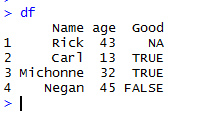 > df
      Name age  Good
1     Rick  43    NA
2     Carl  13  TRUE
3 Michonne  32  TRUE
4    Negan  45 FALSE
>